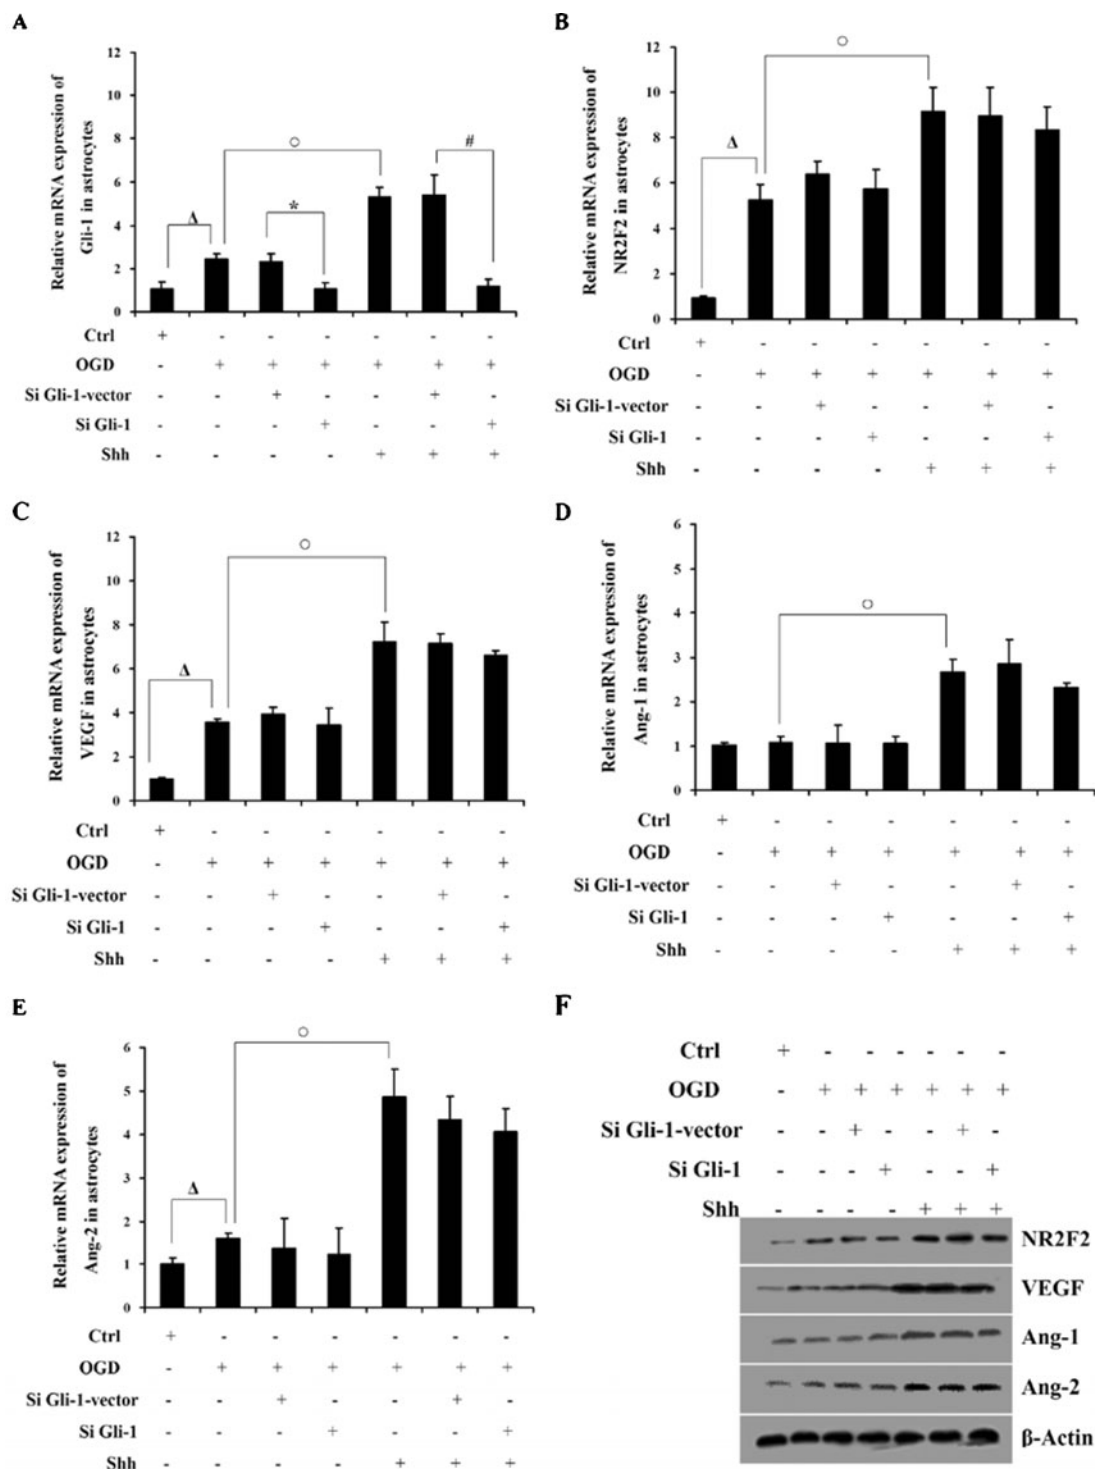 A
Relative mRNA expression of
Gli-1 in astrocytes
12
10
8
6
4
2
0
Δ
○
*
#
Ctrl + - - - - - -
OGD - + + + + + +
Si Gli-1-vector - - + - - + -
Si Gli-1 - - - + - - +
Shh - - - - + + +
B
Relative mRNA expression of
NR2F2 in astrocytes
12
10
8
6
4
2
0
Δ
○
Ctrl + - - - - - -
OGD - + + + + + +
Si Gli-1-vector - - + - - + -
Si Gli-1 - - - + - - +
Shh - - - - + + +
C
Relative mRNA expression of
VEGF in astrocytes
12
10
8
6
4
2
0
Δ
○
Ctrl + - - - - - -
OGD - + + + + + +
Si Gli-1-vector - - + - - + -
Si Gli-1 - - - + - - +
Shh - - - - + + +
D
Relative mRNA expression of
Ang-1 in astrocytes
6
5
4
3
2
1
0
○
Ctrl + - - - - - -
OGD - + + + + + +
Si Gli-1-vector - - + - - + -
Si Gli-1 - - - + - - +
Shh - - - - + + +
E
Relative mRNA expression of
Ang-2 in astrocytes
6
5
4
3
2
1
0
Δ
○
Ctrl + - - - - - -
OGD - + + + + + +
Si Gli-1-vector - - + - - + -
Si Gli-1 - - - + - - +
Shh - - - - + + +
F
Ctrl + - - - - - -
OGD - + + + + + +
Si Gli-1-vector - - + - - + -
Si Gli-1 - - - + - - +
Shh - - - - + + +
NR2F2
VEGF
Ang-1
Ang-2
β-Actin